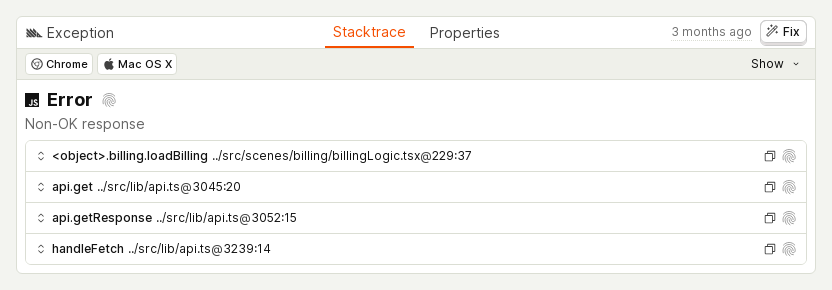 Exception
Stacktrace
Properties
3 months ago
Fix
Chrome
Mac OS X
Show
JS
Error
Non-OK response
<object>.billing.loadBilling ../src/scenes/billing/billingLogic.tsx@229:37
api.get ../src/lib/api.ts@3045:20
api.getResponse ../src/lib/api.ts@3052:15
handleFetch ../src/lib/api.ts@3239:14